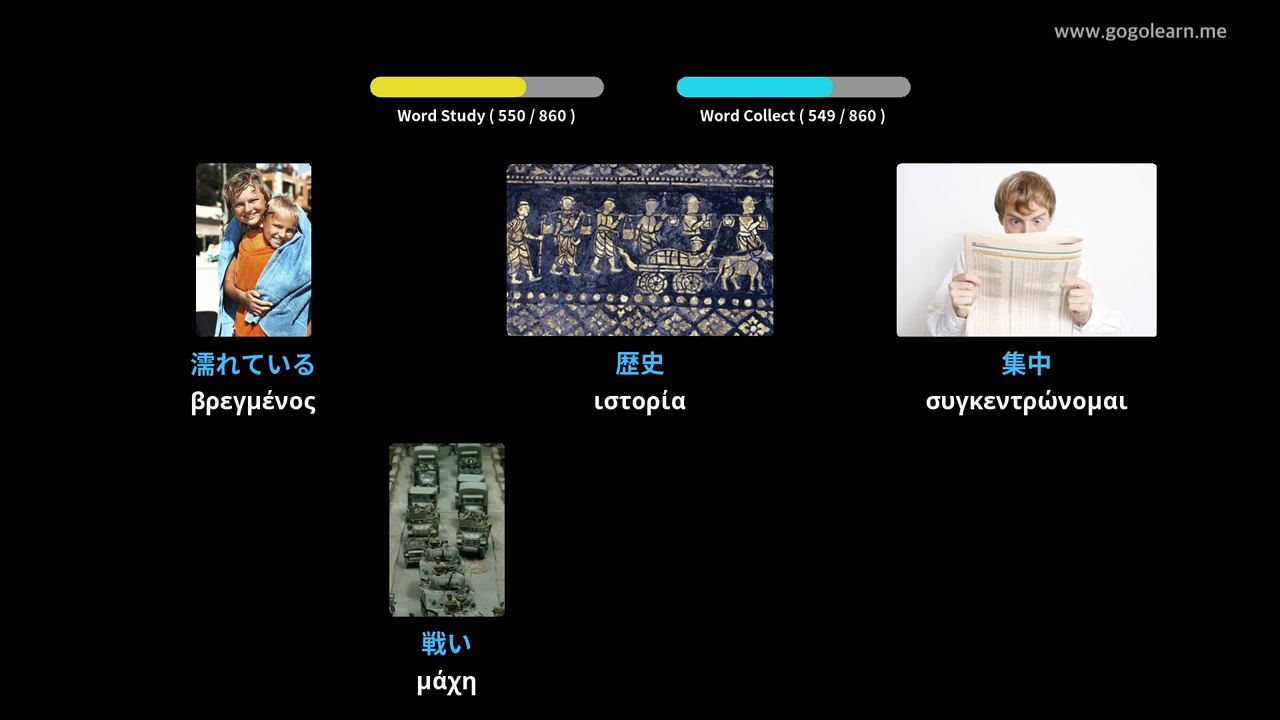 www.gogolearn.me
Word Study ( 550 / 860 )
Word Collect ( 549 / 860 )
濡れている
βρεγμένος
歴史
ιστορία
集中
συγκεντρώνομαι
戦い
μάχη